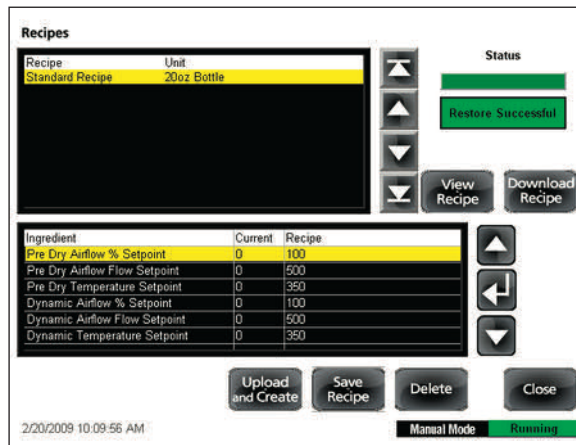 Recipes
Recipe Unit
Standard Recipe 20oz Bottle
Status
Restore Successful
View Recipe
Download Recipe
Ingredient Current Recipe
Pre Dry Airflow % Setpoint 0 100
Pre Dry Airflow Flow Setpoint 0 500
Pre Dry Temperature Setpoint 0 350
Dynamic Airflow % Setpoint 0 100
Dynamic Airflow Flow Setpoint 0 500
Dynamic Temperature Setpoint 0 350
Upload and Create
Save Recipe
Delete
Close
2/20/2009 10:09:56 AM
Manual Mode Running